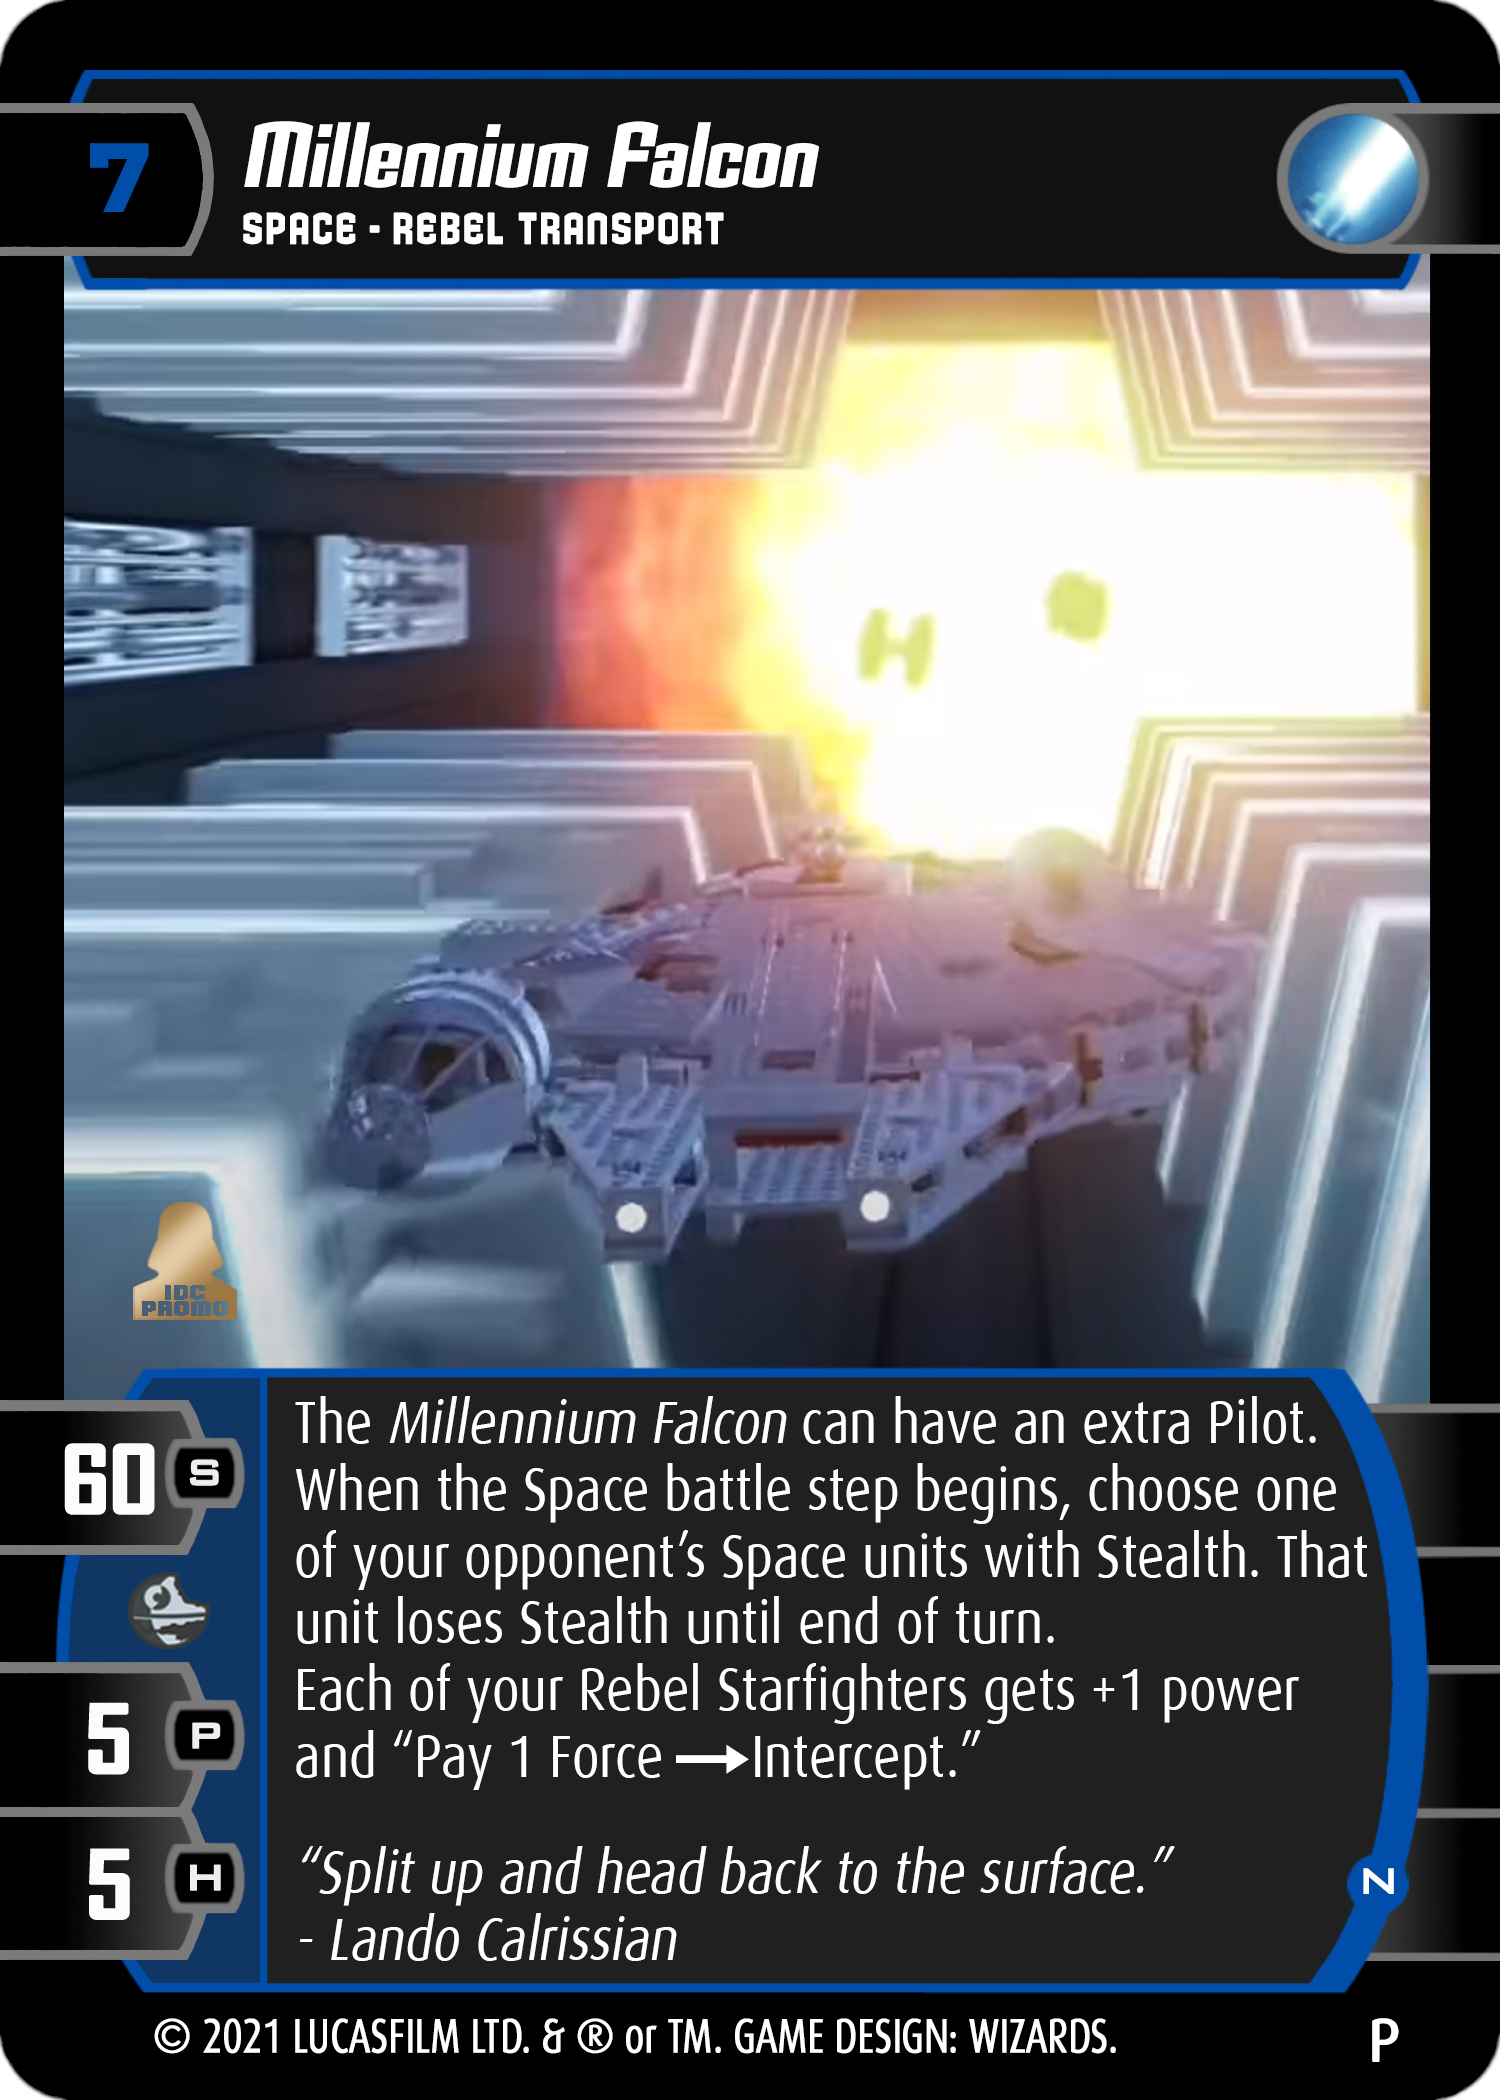 7
Millennium Falcon
SPACE - REBEL TRANSPORT
IDC
PROMO
60 S
5 P
5 H
The Millennium Falcon can have an extra Pilot.
When the Space battle step begins, choose one
of your opponent’s Space units with Stealth. That
unit loses Stealth until end of turn.
Each of your Rebel Starfighters gets +1 power
and “Pay 1 Force ⟶Intercept.”
“Split up and head back to the surface.”
- Lando Calrissian
N
© 2021 LUCASFILM LTD. & ® or TM. GAME DESIGN: WIZARDS.
P